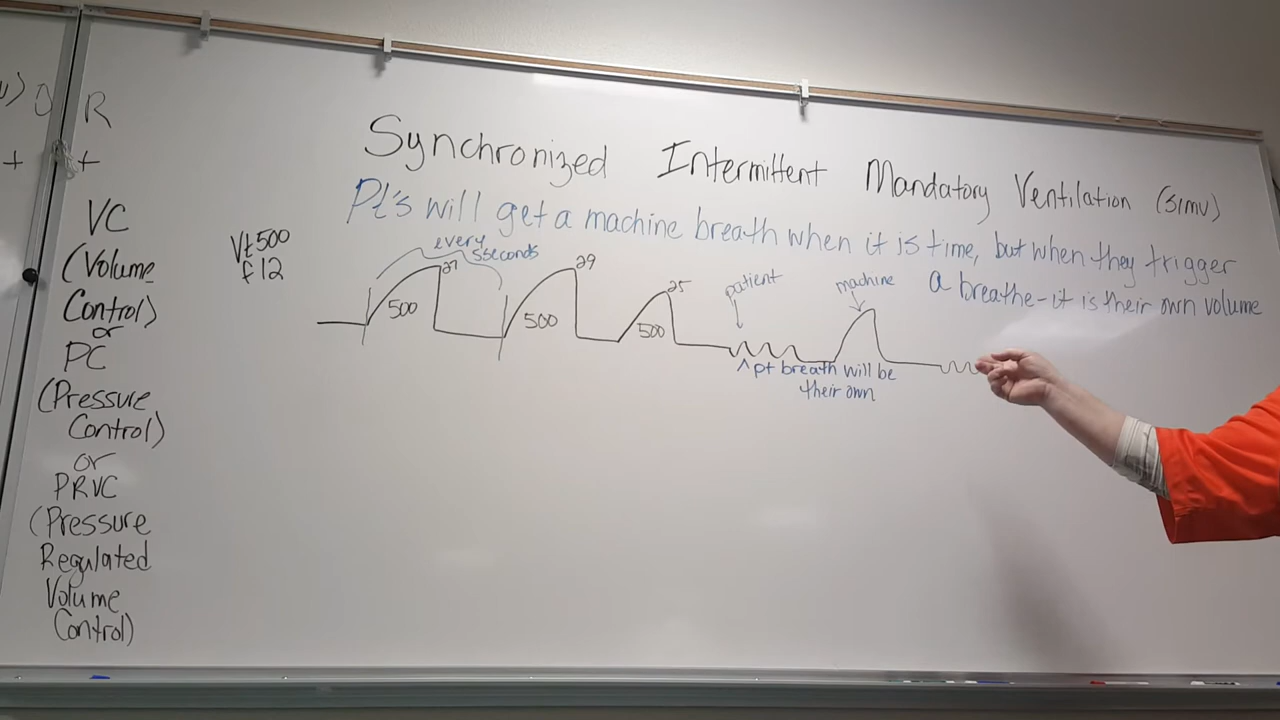 R
+
+
VC
(Volume
Control)
or
PC
(Pressure
Control)
or
PRVC
(Pressure
Regulated
Volume
Control)
Synchronized Intermittent Mandatory Ventilation (SIMV)
Pt's will get a machine breath when it is time, but when they trigger
a breathe - it is their own volume
Vt 500
f 12
every
5seconds
27
29
25
500
500
500
patient
machine
^ pt breath will be
their own